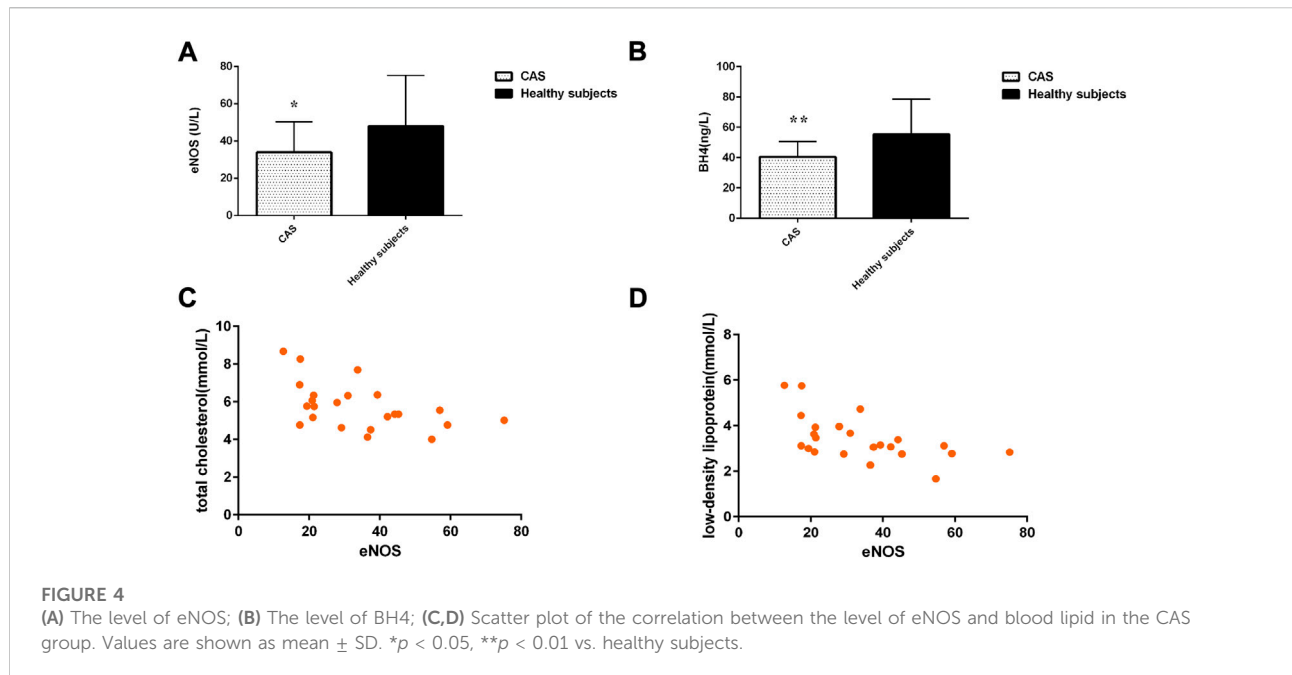 A
eNOS (U/L)
80
60
40
20
0
*
CAS
Healthy subjects
CAS
Healthy subjects
B
BH4(ng/L)
100
80
60
40
20
0
**
CAS
Healthy subjects
CAS
Healthy subjects
C
total cholesterol(mmol/L)
10
8
6
4
2
0
0 20 40 60 80
eNOS
D
low-density lipoprotein(mmol/L)
8
6
4
2
0
0 20 40 60 80
eNOS
FIGURE 4
(A) The level of eNOS; (B) The level of BH4; (C,D) Scatter plot of the correlation between the level of eNOS and blood lipid in the CAS
group. Values are shown as mean ± SD. *p < 0.05, **p < 0.01 vs. healthy subjects.